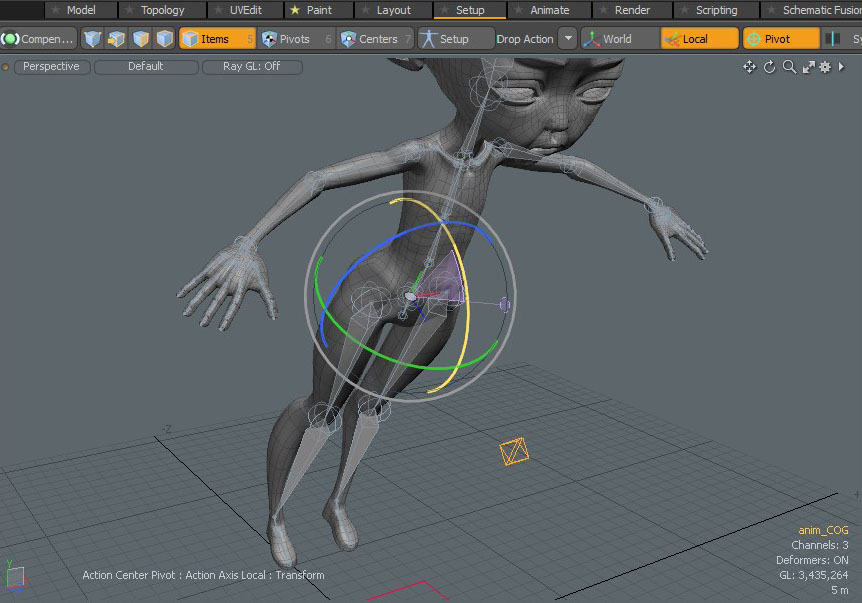 Model Topology UVEdit Paint Layout Setup Animate Render Scripting Schematic Fusion
Compen ... Items 5 Pivots 6 Centers 7 Setup Drop Action World Local Pivot Sy
Perspective Default Ray GL: Off
-Z
anim_COG
Channels: 3
Deformers: ON
GL: 3,435,264
5 m
Y
Action Center Pivot : Action Axis Local : Transform